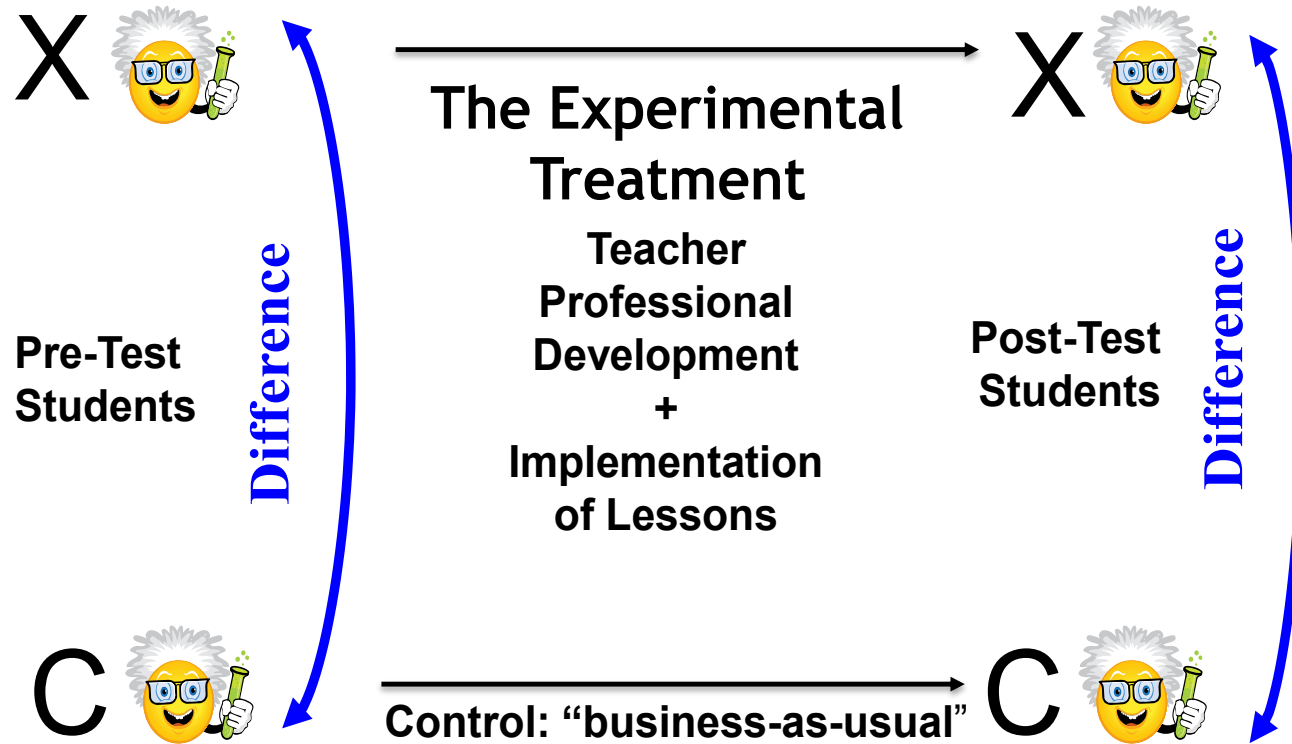 X
X
The Experimental
Treatment
Teacher
Professional
Development
+
Implementation
of Lessons
Pre-Test
Students
Difference
Post-Test
Students
Difference
C
Control: “business-as-usual”
C